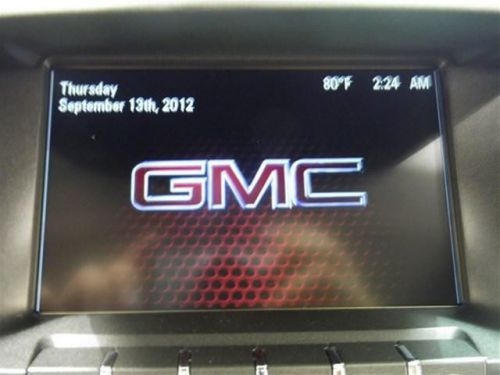 Thursday
80°F 2:24 AM
September 13th, 2012
GMC